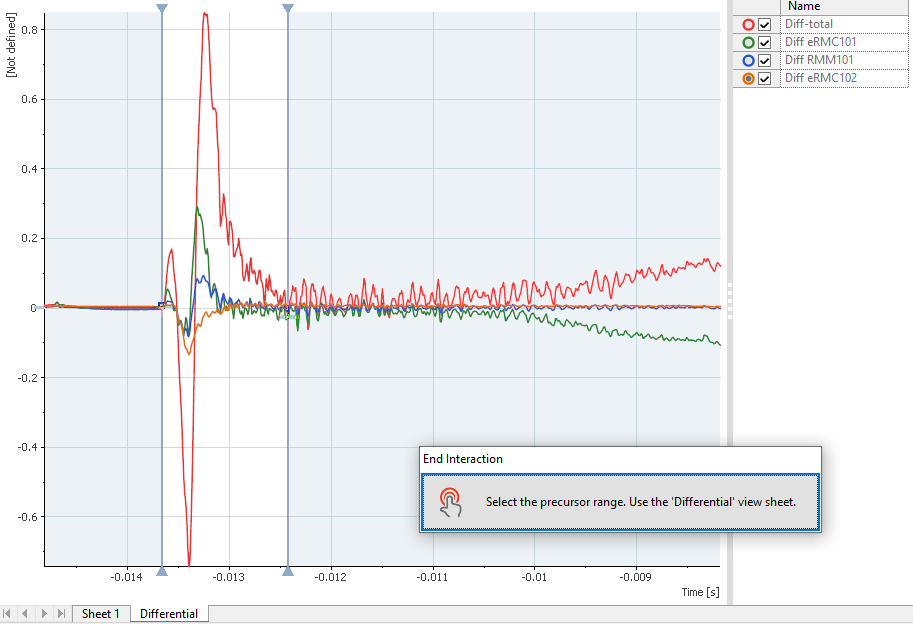 Name
Diff-total
Diff eRMC101
Diff RMM101
Diff eRMC102
[Not defined]
0.8
0.6
0.4
0.2
0
-0.2
-0.4
-0.6
-0.014
-0.013
-0.012
-0.011
-0.01
-0.009
Time [s]
End Interaction
Select the precursor range. Use the 'Differential' view sheet.
Sheet 1
Differential